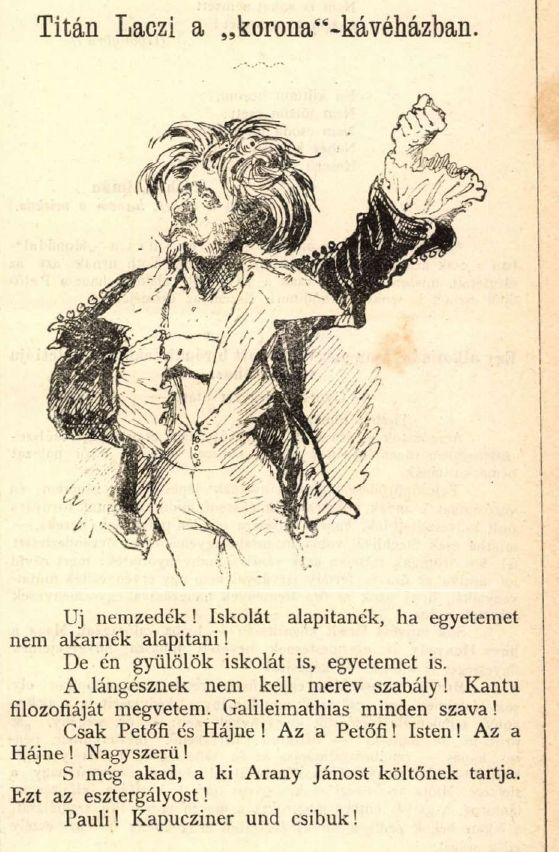 Titán Laczi a „korona“-kávéházban.
Uj nemzedék! Iskolát alapitanék, ha egyetemet
nem akarnék alapitani!
De én gyülölök iskolát is, egyetemet is.
A lángésznek nem kell merev szabály! Kantu
filozofiáját megvetem. Galileimathias minden szava!
Csak Petőfi és Hájne! Az a Petőfi! Isten! Az a
Hájne! Nagyszerü!
S még akad, a ki Arany Jánost költőnek tartja.
Ezt az esztergályost!
Pauli! Kapucziner und csibuk!